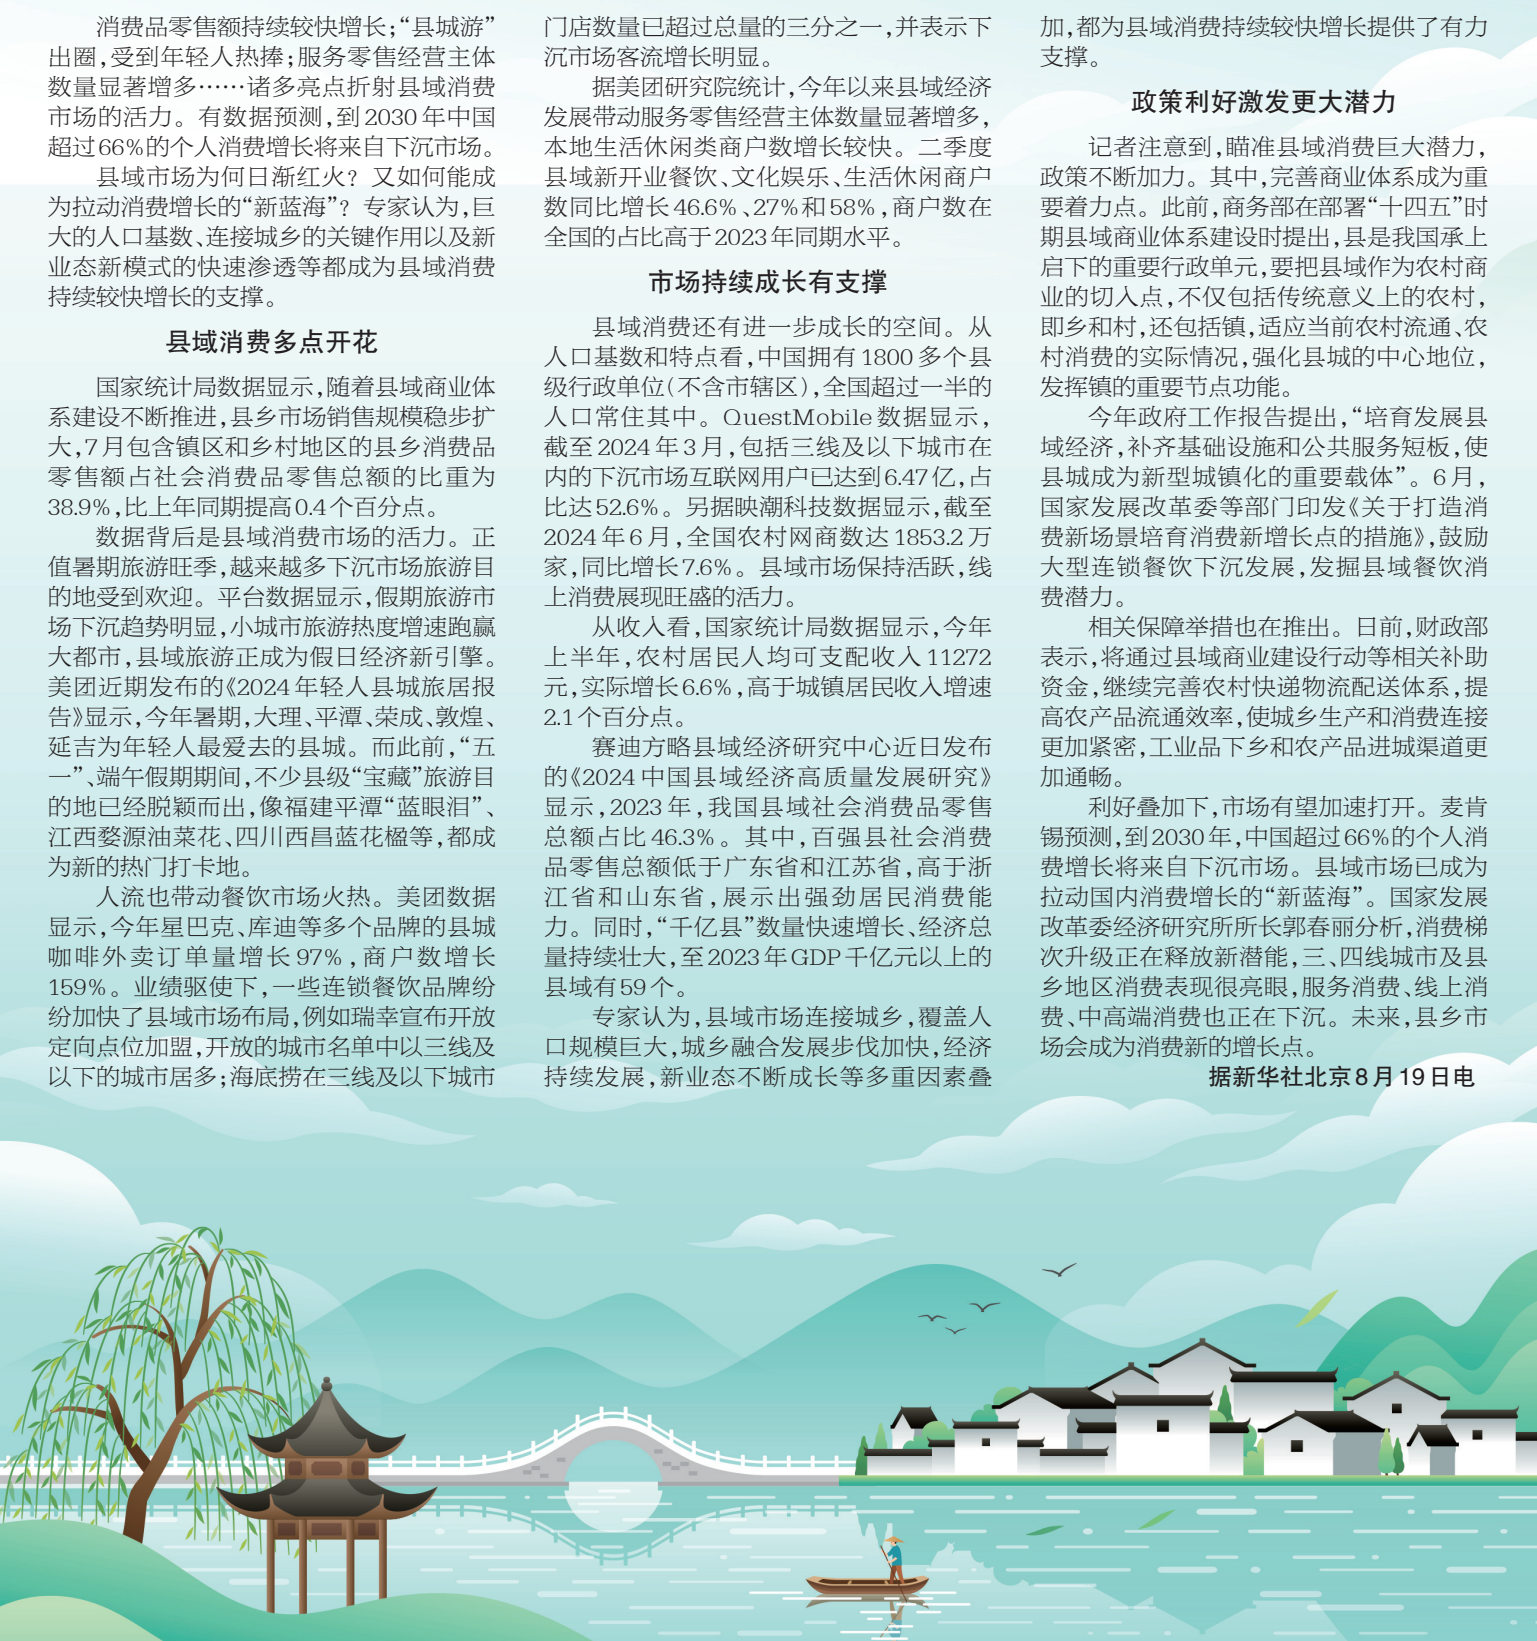 消费品零售额持续较快增长；“县城游”
出圈，受到年轻人热捧；服务零售经营主体
数量显著增多……诸多亮点折射县域消费
市场的活力。有数据预测，到2030年中国
超过66%的个人消费增长将来自下沉市场。
县域市场为何日渐红火？又如何能成
为拉动消费增长的“新蓝海”？专家认为，巨
大的人口基数、连接城乡的关键作用以及新
业态新模式的快速渗透等都成为县域消费
持续较快增长的支撑。
县域消费多点开花
国家统计局数据显示，随着县域商业体
系建设不断推进，县乡市场销售规模稳步扩
大，7月包含镇区和乡村地区的县乡消费品
零售额占社会消费品零售总额的比重为
38.9%，比上年同期提高0.4个百分点。
数据背后是县域消费市场的活力。正
值暑期旅游旺季，越来越多下沉市场旅游目
的地受到欢迎。平台数据显示，假期旅游市
场下沉趋势明显，小城市旅游热度增速跑赢
大都市，县域旅游正成为假日经济新引擎。
美团近期发布的《2024年轻人县城旅居报
告》显示，今年暑期，大理、平潭、荣成、敦煌、
延吉为年轻人最爱去的县城。而此前，“五
一”、端午假期期间，不少县级“宝藏”旅游目
的地已经脱颖而出，像福建平潭“蓝眼泪”、
江西婺源油菜花、四川西昌蓝花楹等，都成
为新的热门打卡地。
人流也带动餐饮市场火热。美团数据
显示，今年星巴克、库迪等多个品牌的县城
咖啡外卖订单量增长97%，商户数增长
159%。业绩驱使下，一些连锁餐饮品牌纷
纷加快了县域市场布局，例如瑞幸宣布开放
定向点位加盟，开放的城市名单中以三线及
以下的城市居多；海底捞在三线及以下城市
门店数量已超过总量的三分之一，并表示下
沉市场客流增长明显。
据美团研究院统计，今年以来县域经济
发展带动服务零售经营主体数量显著增多，
本地生活休闲类商户数增长较快。二季度
县域新开业餐饮、文化娱乐、生活休闲商户
数同比增长46.6%、27%和58%，商户数在
全国的占比高于2023年同期水平。
市场持续成长有支撑
县域消费还有进一步成长的空间。从
人口基数和特点看，中国拥有1800多个县
级行政单位（不含市辖区），全国超过一半的
人口常住其中。QuestMobile数据显示，
截至2024年3月，包括三线及以下城市在
内的下沉市场互联网用户已达到6.47亿，占
比达52.6%。另据映潮科技数据显示，截至
2024年6月，全国农村网商数达1853.2万
家，同比增长7.6%。县域市场保持活跃，线
上消费展现旺盛的活力。
从收入看，国家统计局数据显示，今年
上半年，农村居民人均可支配收入11272
元，实际增长6.6%，高于城镇居民收入增速
2.1个百分点。
赛迪方略县域经济研究中心近日发布
的《2024中国县域经济高质量发展研究》
显示，2023年，我国县域社会消费品零售
总额占比46.3%。其中，百强县社会消费
品零售总额低于广东省和江苏省，高于浙
江省和山东省，展示出强劲居民消费能
力。同时，“千亿县”数量快速增长、经济总
量持续壮大，至2023年GDP千亿元以上的
县域有59个。
专家认为，县域市场连接城乡，覆盖人
口规模巨大，城乡融合发展步伐加快，经济
持续发展，新业态不断成长等多重因素叠
加，都为县域消费持续较快增长提供了有力
支撑。
政策利好激发更大潜力
记者注意到，瞄准县域消费巨大潜力，
政策不断加力。其中，完善商业体系成为重
要着力点。此前，商务部在部署“十四五”时
期县域商业体系建设时提出，县是我国承上
启下的重要行政单元，要把县域作为农村商
业的切入点，不仅包括传统意义上的农村，
即乡和村，还包括镇，适应当前农村流通、农
村消费的实际情况，强化县城的中心地位，
发挥镇的重要节点功能。
今年政府工作报告提出，“培育发展县
域经济，补齐基础设施和公共服务短板，使
县城成为新型城镇化的重要载体”。6月，
国家发展改革委等部门印发《关于打造消
费新场景培育消费新增长点的措施》，鼓励
大型连锁餐饮下沉发展，发掘县域餐饮消
费潜力。
相关保障举措也在推出。日前，财政部
表示，将通过县域商业建设行动等相关补助
资金，继续完善农村快递物流配送体系，提
高农产品流通效率，使城乡生产和消费连接
更加紧密，工业品下乡和农产品进城渠道更
加通畅。
利好叠加下，市场有望加速打开。麦肯
锡预测，到2030年，中国超过66%的个人消
费增长将来自下沉市场。县域市场已成为
拉动国内消费增长的“新蓝海”。国家发展
改革委经济研究所所长郭春丽分析，消费梯
次升级正在释放新潜能，三、四线城市及县
乡地区消费表现很亮眼，服务消费、线上消
费、中高端消费也正在下沉。未来，县乡市
场会成为消费新的增长点。
据新华社北京8月19日电